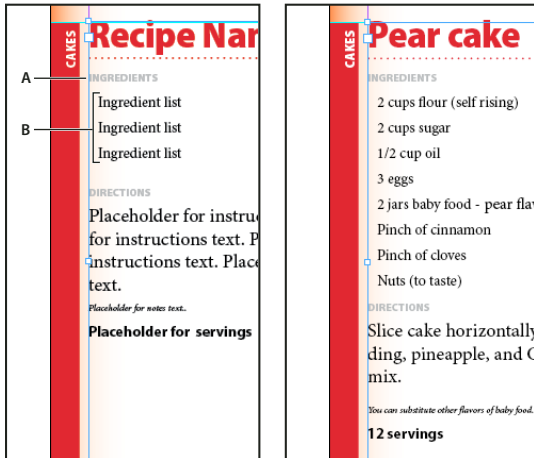 CAKES
Recipe Nar
A
INGREDIENTS
B
Ingredient list
Ingredient list
Ingredient list
DIRECTIONS
Placeholder for instru
for instructions text. P
instructions text. Place
text.
Placeholder for notes text..
Placeholder for servings
CAKES
Pear cake
INGREDIENTS
2 cups flour (self rising)
2 cups sugar
1/2 cup oil
3 eggs
2 jars baby food - pear flav
Pinch of cinnamon
Pinch of cloves
Nuts (to taste)
DIRECTIONS
Slice cake horizontally
ding, pineapple, and C
mix.
You can substitute other flavors of baby food.
12 servings